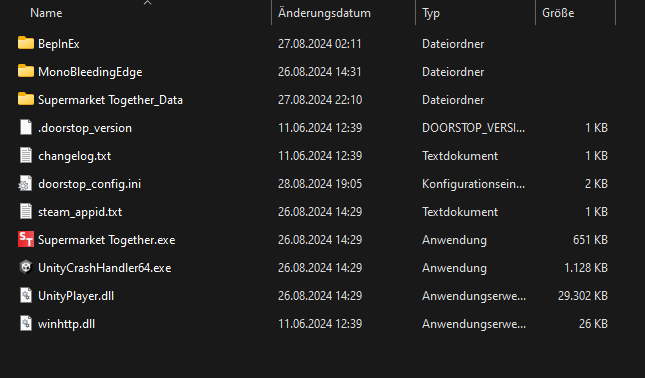 Name Änderungsdatum Typ Größe
BepInEx 27.08.2024 02:11 Dateiordner
MonoBleedingEdge 26.08.2024 14:31 Dateiordner
Supermarket Together_Data 27.08.2024 22:10 Dateiordner
.doorstop_version 11.06.2024 12:39 DOORSTOP_VERSI... 1 KB
changelog.txt 11.06.2024 12:39 Textdokument 1 KB
doorstop_config.ini 28.08.2024 19:05 Konfigurationsein... 2 KB
steam_appid.txt 26.08.2024 14:29 Textdokument 1 KB
ST Supermarket Together.exe 26.08.2024 14:29 Anwendung 651 KB
UnityCrashHandler64.exe 26.08.2024 14:29 Anwendung 1.128 KB
UnityPlayer.dll 26.08.2024 14:29 Anwendungserwe... 29.302 KB
winhttp.dll 11.06.2024 12:39 Anwendungserwe... 26 KB